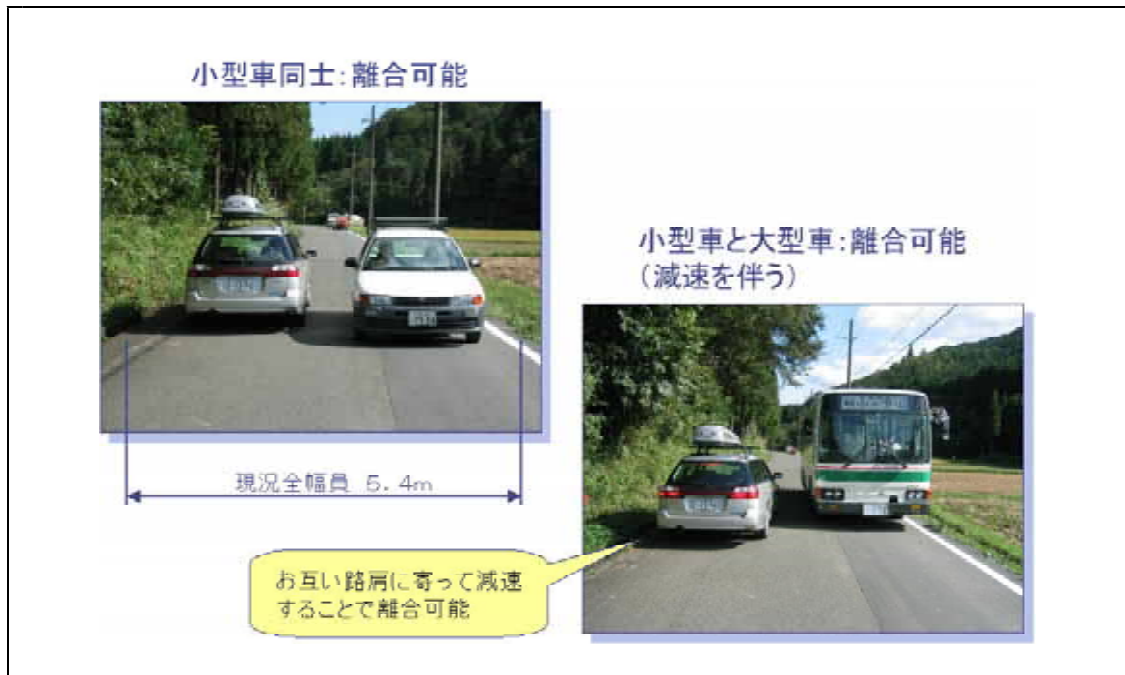 小型車同士：離合可能
小型車と大型車：離合可能
（減速を伴う）
現況全幅員 5．4m
お互い路肩に寄って減速
することで離合可能